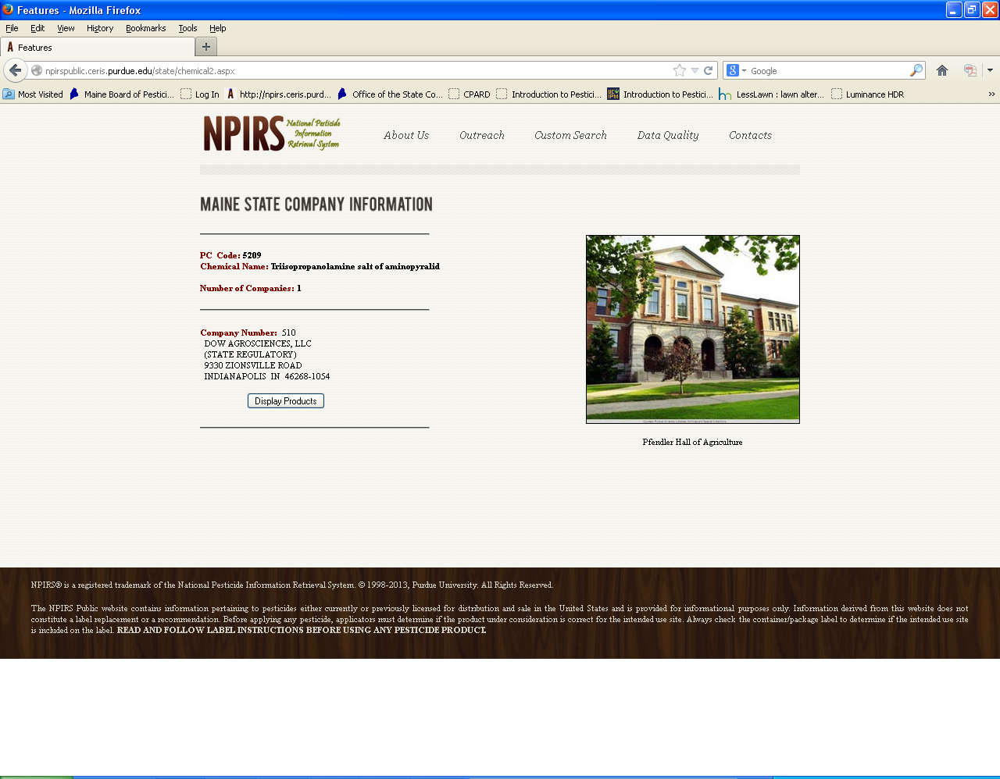 Features - Mozilla Firefox
File Edit View History Bookmarks Tools Help
Features
npirspublic.ceris.purdue.edu/state/chemical2.aspx
Google
Most Visited Maine Board of Pestici... Log In http://npirs.ceris.purd... Office of the State Co... CPARD Introduction to Pestici... Introduction to Pestici... LessLawn : lawn alter... Luminance HDR
NPIRS National Pesticide Information Retrieval System
About Us Outreach Custom Search Data Quality Contacts
MAINE STATE COMPANY INFORMATION
PC Code: 5209
Chemical Name: Triisopropanolamine salt of aminopyralid
Number of Companies: 1
Company Number: 510
DOW AGROSCIENCES, LLC
(STATE REGULATORY)
9330 ZIONSVILLE ROAD
INDIANAPOLIS IN 46268-1054
Display Products
Pfendler Hall of Agriculture
NPIRS® is a registered trademark of the National Pesticide Information Retrieval System. © 1998-2013, Purdue University. All Rights Reserved.
The NPIRS Public website contains information pertaining to pesticides either currently or previously licensed for distribution and sale in the United States and is provided for informational purposes only. Information derived from this website does not
constitute a label replacement or a recommendation. Before applying any pesticide, applicators must determine if the product under consideration is correct for the intended use site. Always check the container/package label to determine if the intended use site
is included on the label. READ AND FOLLOW LABEL INSTRUCTIONS BEFORE USING ANY PESTICIDE PRODUCT.